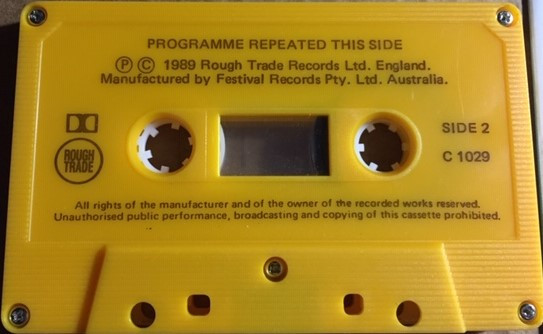 PROGRAMME REPEATED THIS SIDE
Ⓟ © 1989 Rough Trade Records Ltd. England.
Manufactured by Festival Records Pty. Ltd. Australia.
SIDE 2
ROUGH
TRADE
C 1029
All rights of the manufacturer and of the owner of the recorded works reserved.
Unauthorised public performance, broadcasting and copying of this cassette prohibited.